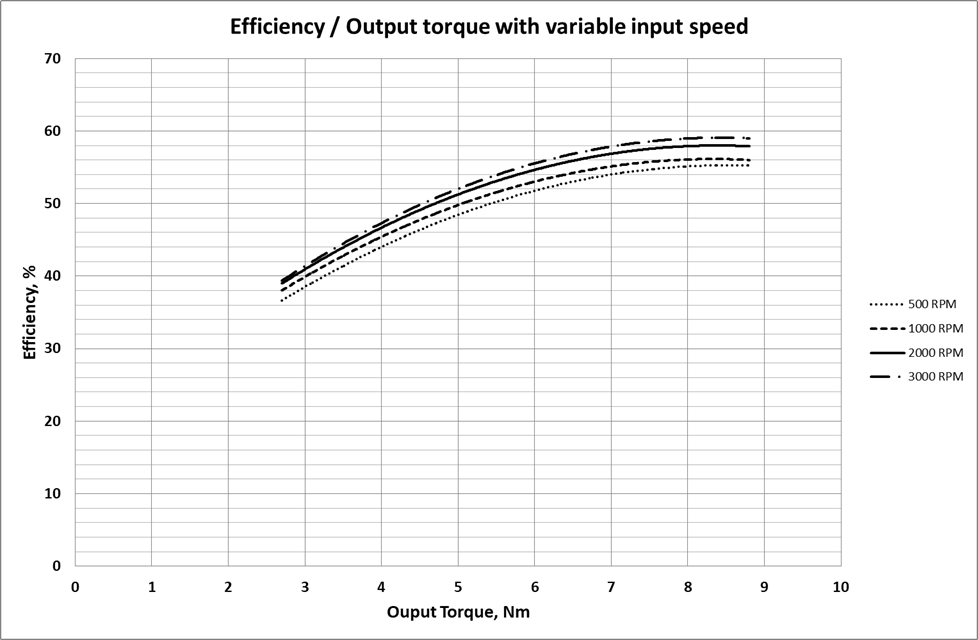 Efficiency / Output torque with variable input speed
70
60
50
40
30
20
10
0
Efficiency, %
0 1 2 3 4 5 6 7 8 9 10
Ouput Torque, Nm
500 RPM
1000 RPM
2000 RPM
3000 RPM